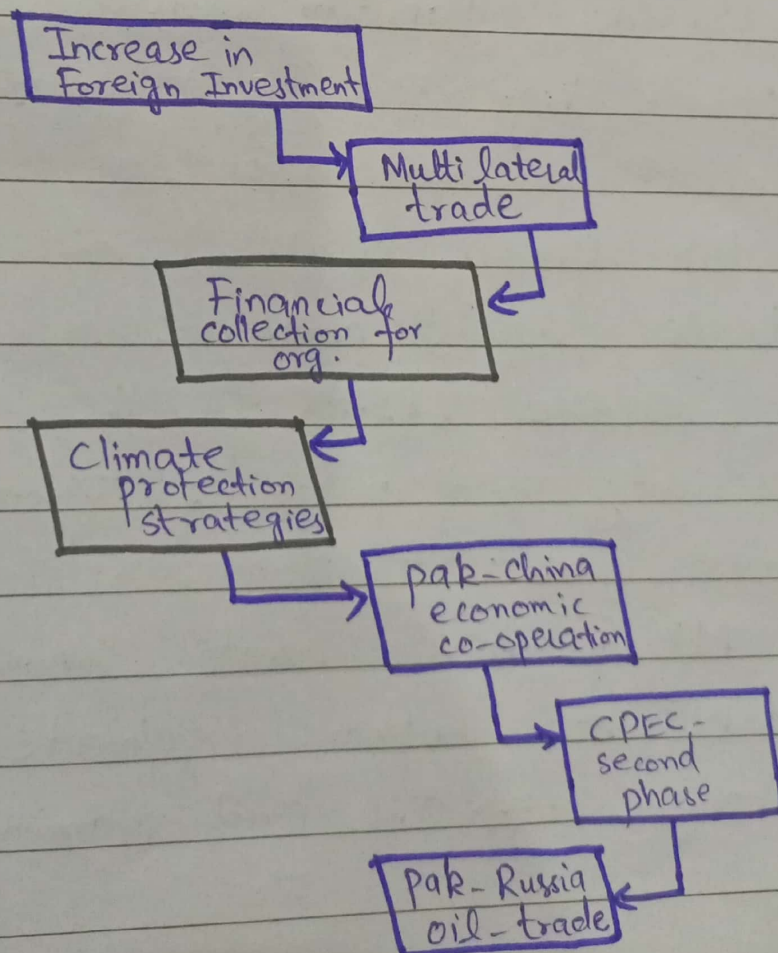 Increase in
Foreign Investment
Multi lateral
trade
Financial
collection for
org.
Climate
protection
strategies
pak-china
economic
co-operation
CPEC-
second
phase
pak-Russia
oil-trade